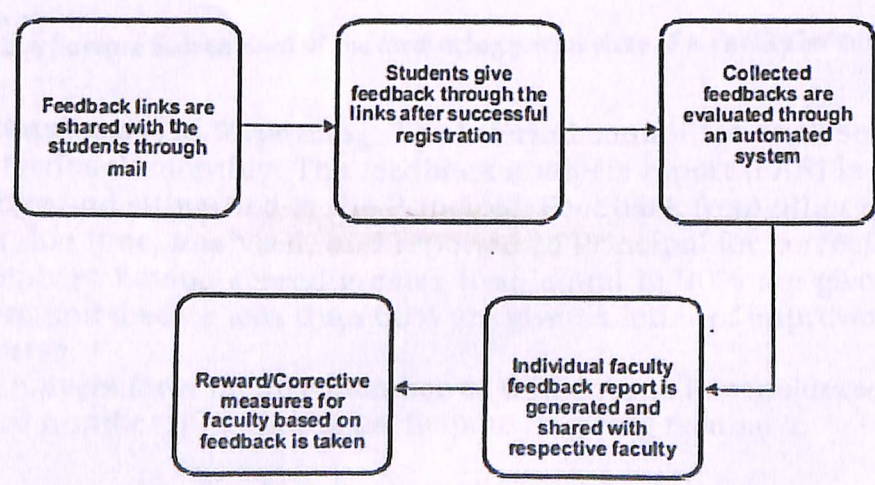 Feedback links are
shared with the
students through
mail
Students give
feedback through the
links after successful
registration
Collected
feedbacks are
evaluated through
an automated
system
Individual faculty
feedback report is
generated and
shared with
respective faculty
Reward/Corrective
measures for
faculty based on
feedback is taken